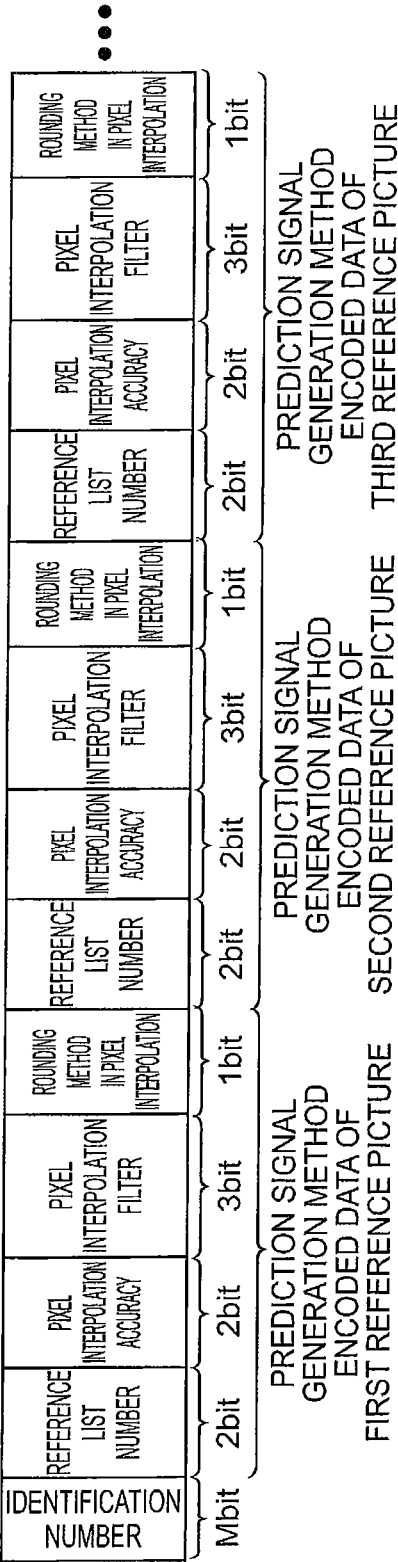 IDENTIFICATION
NUMBER
REFERENCE
LIST
NUMBER
PIXEL
INTERPOLATION
ACCURACY
PIXEL
INTERPOLATION
FILTER
ROUNDING
METHOD
IN PIXEL
INTERPOLATION
REFERENCE
LIST
NUMBER
PIXEL
INTERPOLATION
ACCURACY
PIXEL
INTERPOLATION
FILTER
ROUNDING
METHOD
IN PIXEL
INTERPOLATION
REFERENCE
LIST
NUMBER
PIXEL
INTERPOLATION
ACCURACY
PIXEL
INTERPOLATION
FILTER
ROUNDING
METHOD
IN PIXEL
INTERPOLATION
•••
Mbit
2bit
2bit
3bit
1bit
2bit
2bit
3bit
1bit
2bit
2bit
3bit
1bit
PREDICTION SIGNAL
GENERATION METHOD
ENCODED DATA OF
FIRST REFERENCE PICTURE
PREDICTION SIGNAL
GENERATION METHOD
ENCODED DATA OF
SECOND REFERENCE PICTURE
PREDICTION SIGNAL
GENERATION METHOD
ENCODED DATA OF
THIRD REFERENCE PICTURE